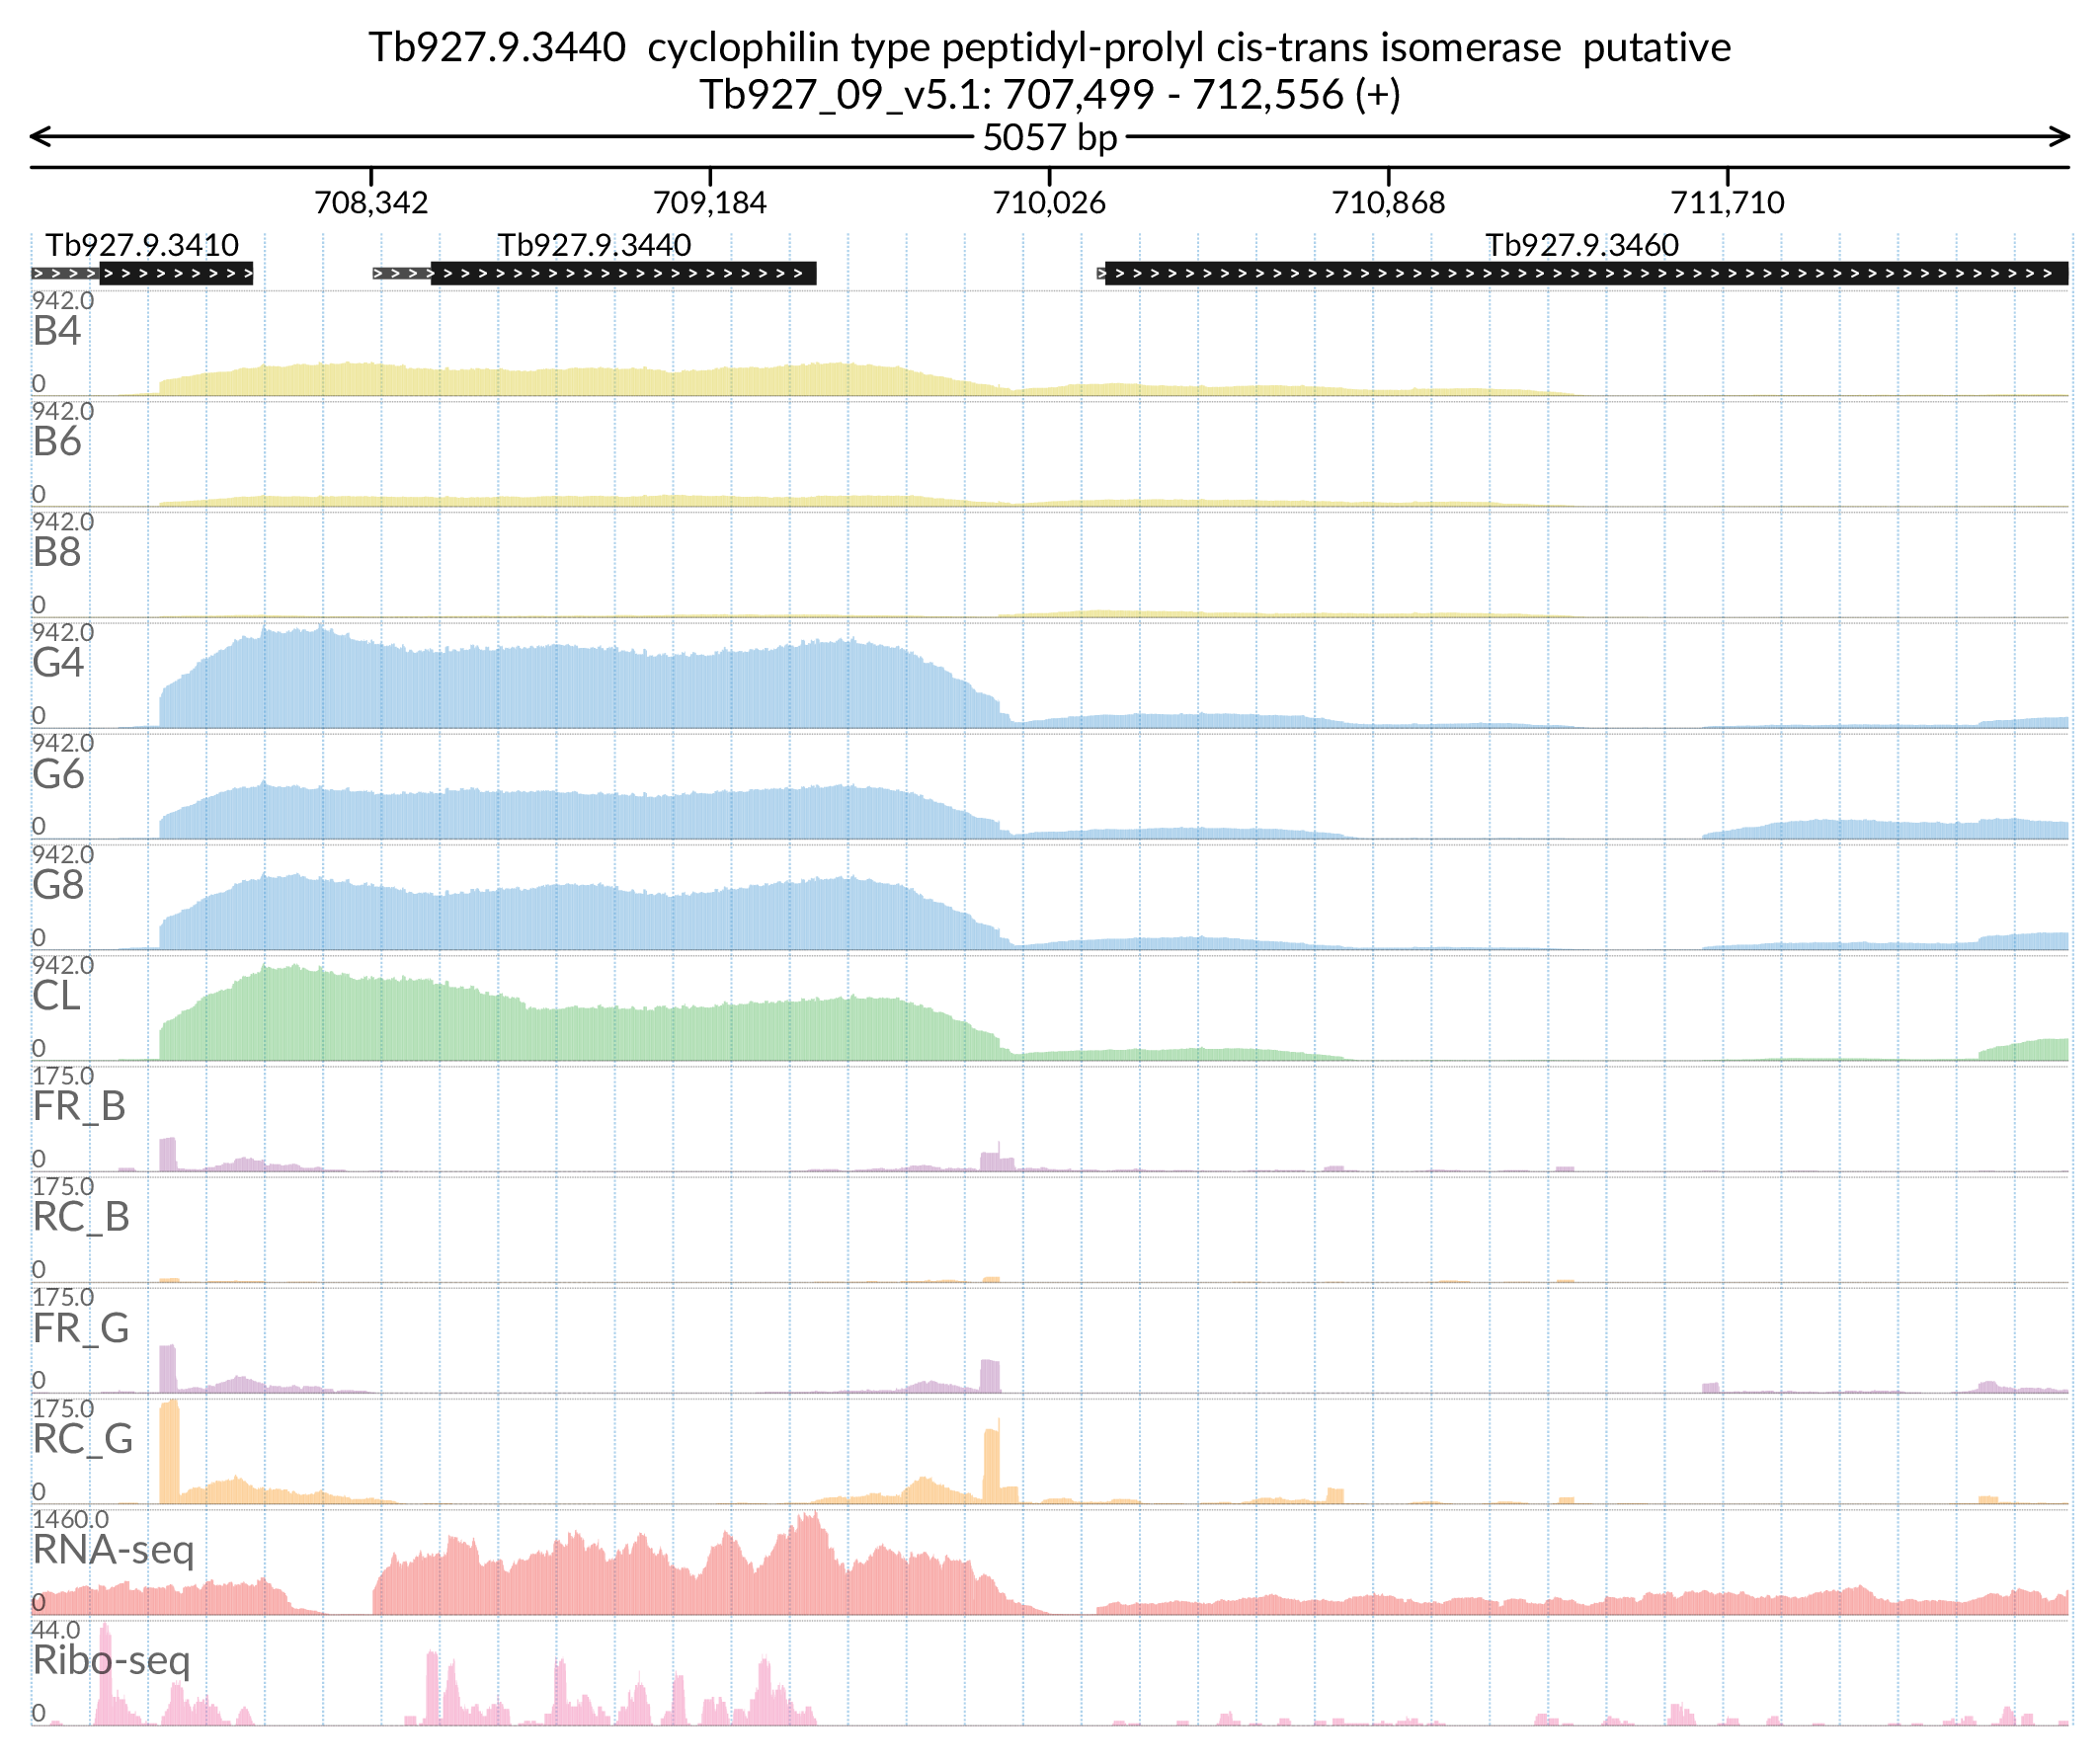 Tb927.9.3440  cyclophilin type peptidyl-prolyl cis-trans isomerase  putative
Tb927_09_v5.1: 707,499 - 712,556 (+)
5057 bp
708,342 709,184 710,026 710,868 711,710
Tb927.9.3410 Tb927.9.3440 Tb927.9.3460
942.0
B4
0
942.0
B6
0
942.0
B8
0
942.0
G4
0
942.0
G6
0
942.0
G8
0
942.0
CL
0
175.0
FR_B
0
175.0
RC_B
0
175.0
FR_G
0
175.0
RC_G
0
1460.0
RNA-seq
0
44.0
Ribo-seq
0